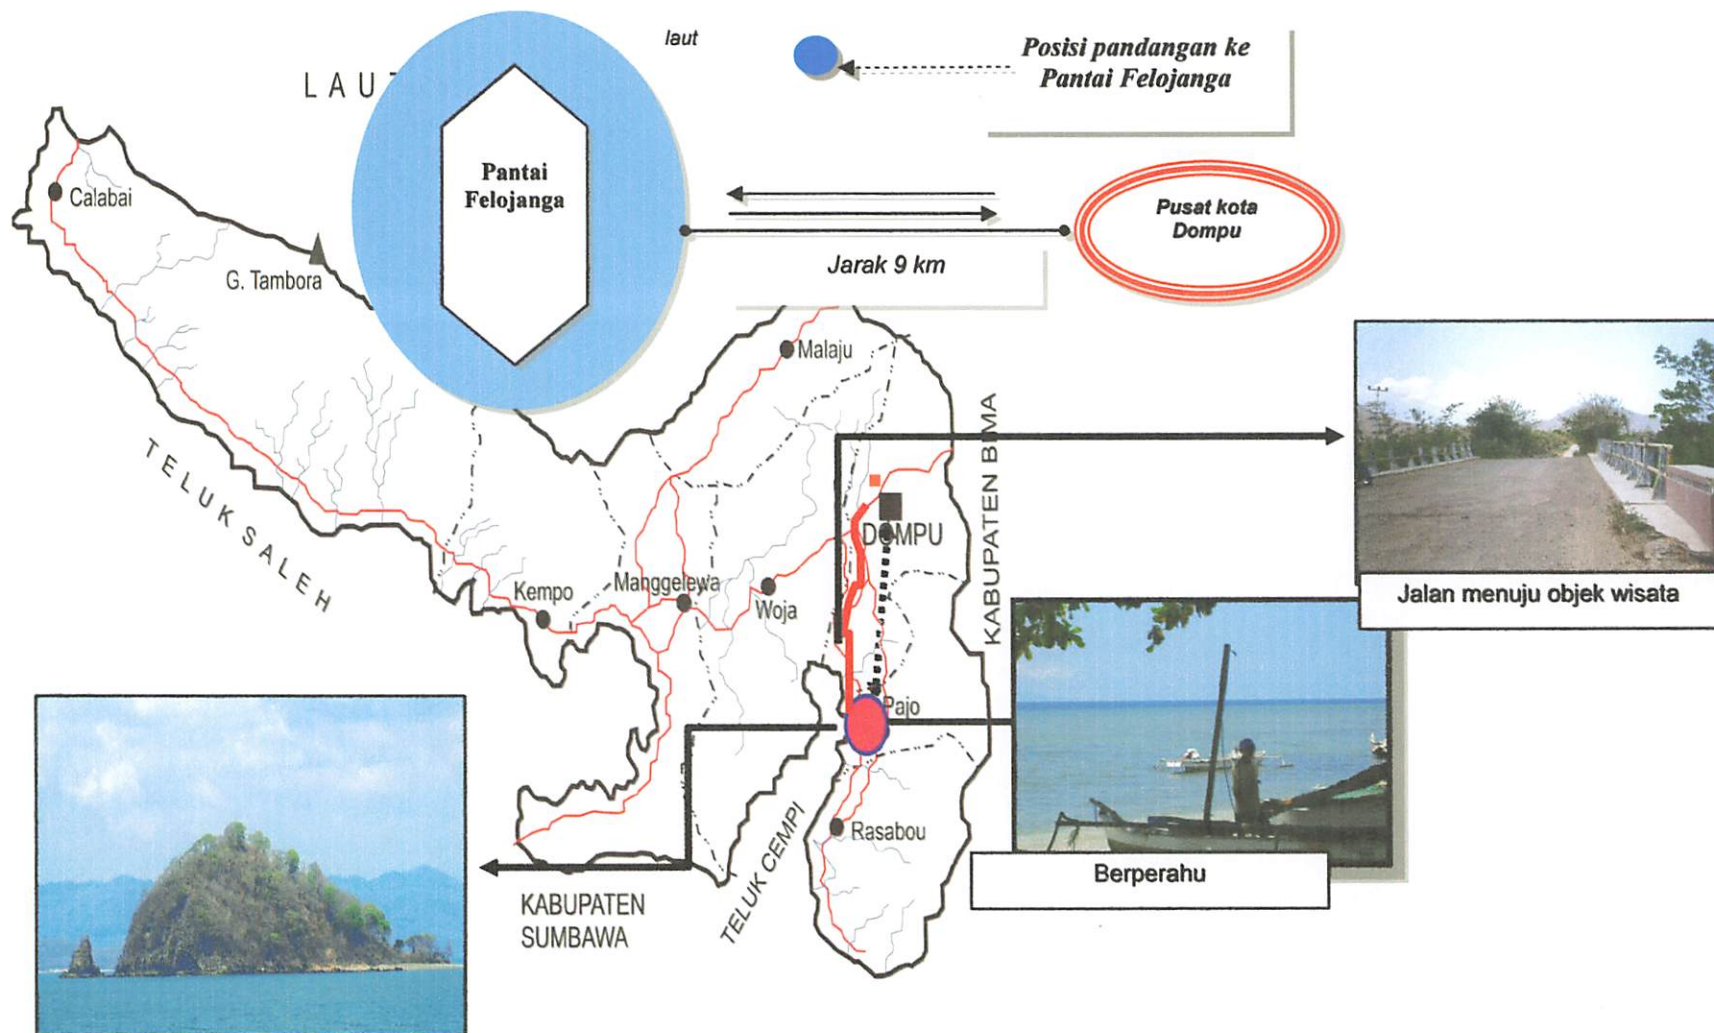 laut
Posisi pandangan ke
Pantai Felojanga
LAU
Pantai
Felojanga
Calabai
G. Tambora
Pusat kota
Dompu
Jarak 9 km
Malaju
KABUPATEN BIMA
TELUK SALEH
DOMPU
Kempo
Manggelewa
Woja
Jalan menuju objek wisata
Pajo
Rasabou
TELUK CEMPI
Berperahu
KABUPATEN
SUMBAWA